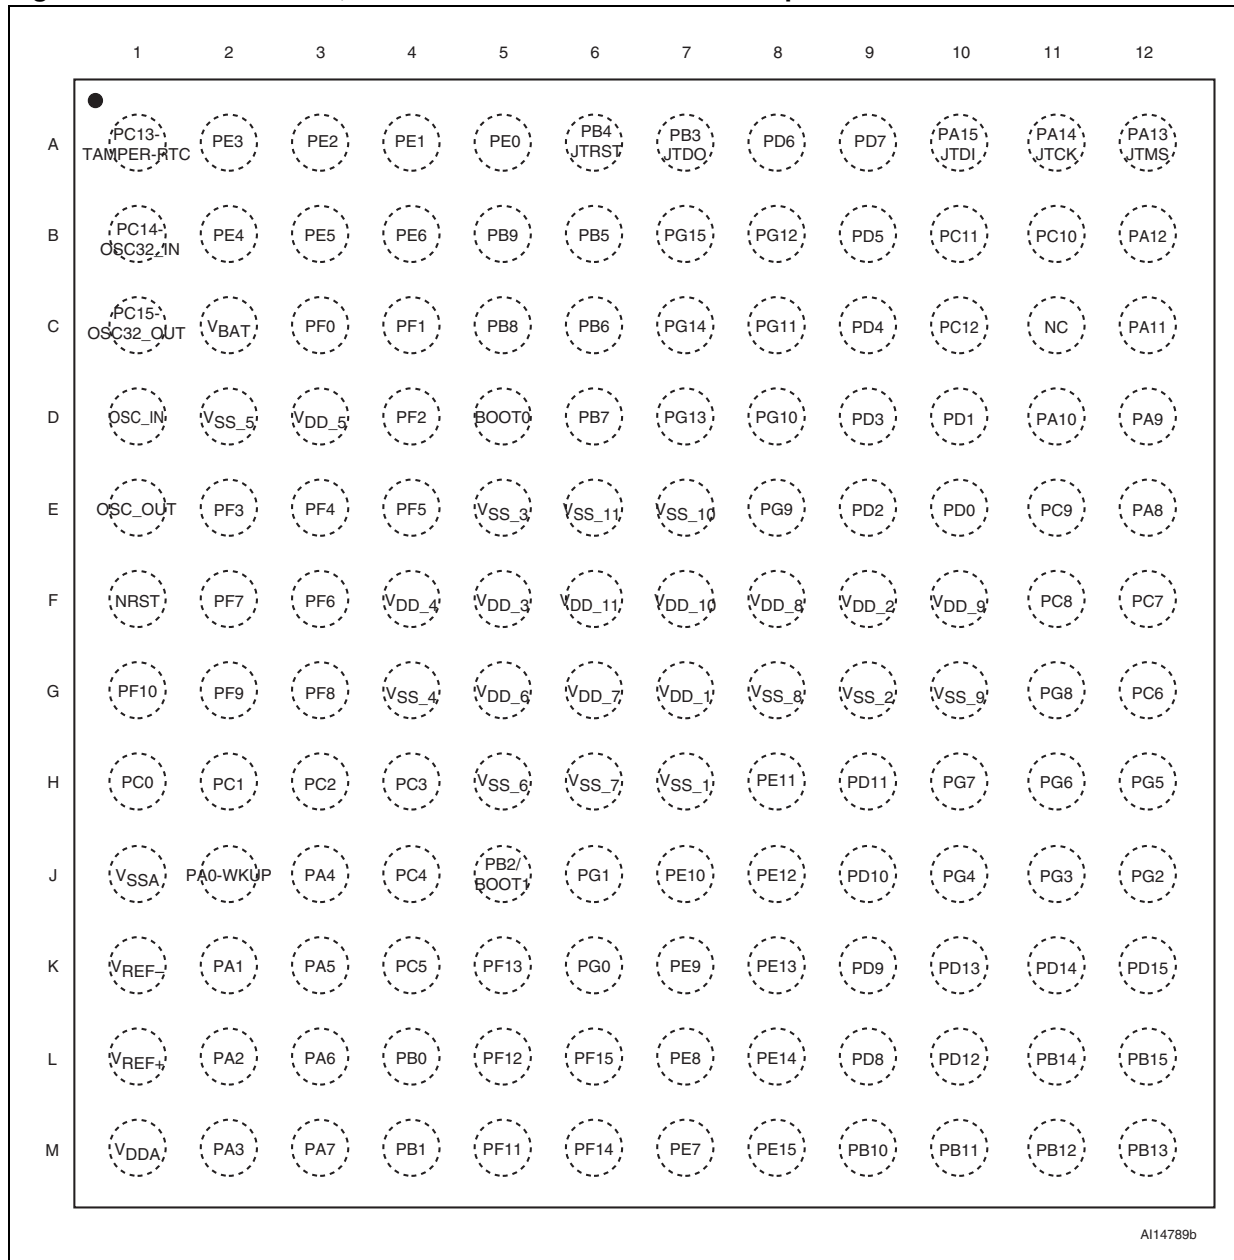 1 2 3 4 5 6 7 8 9 10 11 12
A PC13-TAMPER-RTC PE3 PE2 PE1 PE0 PB4 JTRST PB3 JTDO PD6 PD7 PA15 JTDI PA14 JTCK PA13 JTMS
B PC14-OSC32_IN PE4 PE5 PE6 PB9 PB5 PG15 PG12 PD5 PC11 PC10 PA12
C PC15-OSC32_OUT VBAT PF0 PF1 PB8 PB6 PG14 PG11 PD4 PC12 NC PA11
D OSC_IN VSS_5 VDD_5 PF2 BOOT0 PB7 PG13 PG10 PD3 PD1 PA10 PA9
E OSC_OUT PF3 PF4 PF5 VSS_3 VSS_11 VSS_10 PG9 PD2 PD0 PC9 PA8
F NRST PF7 PF6 VDD_4 VDD_3 VDD_11 VDD_10 VDD_8 VDD_2 VDD_9 PC8 PC7
G PF10 PF9 PF8 VSS_4 VDD_6 VDD_7 VDD_1 VSS_8 VSS_2 VSS_9 PG8 PC6
H PC0 PC1 PC2 PC3 VSS_6 VSS_7 VSS_1 PE11 PD11 PG7 PG6 PG5
J VSSA PA0-WKUP PA4 PC4 PB2/BOOT1 PG1 PE10 PE12 PD10 PG4 PG3 PG2
K VREF– PA1 PA5 PC5 PF13 PG0 PE9 PE13 PD9 PD13 PD14 PD15
L VREF+ PA2 PA6 PB0 PF12 PF15 PE8 PE14 PD8 PD12 PB14 PB15
M VDDA PA3 PA7 PB1 PF11 PF14 PE7 PE15 PB10 PB11 PB12 PB13
AI14789b